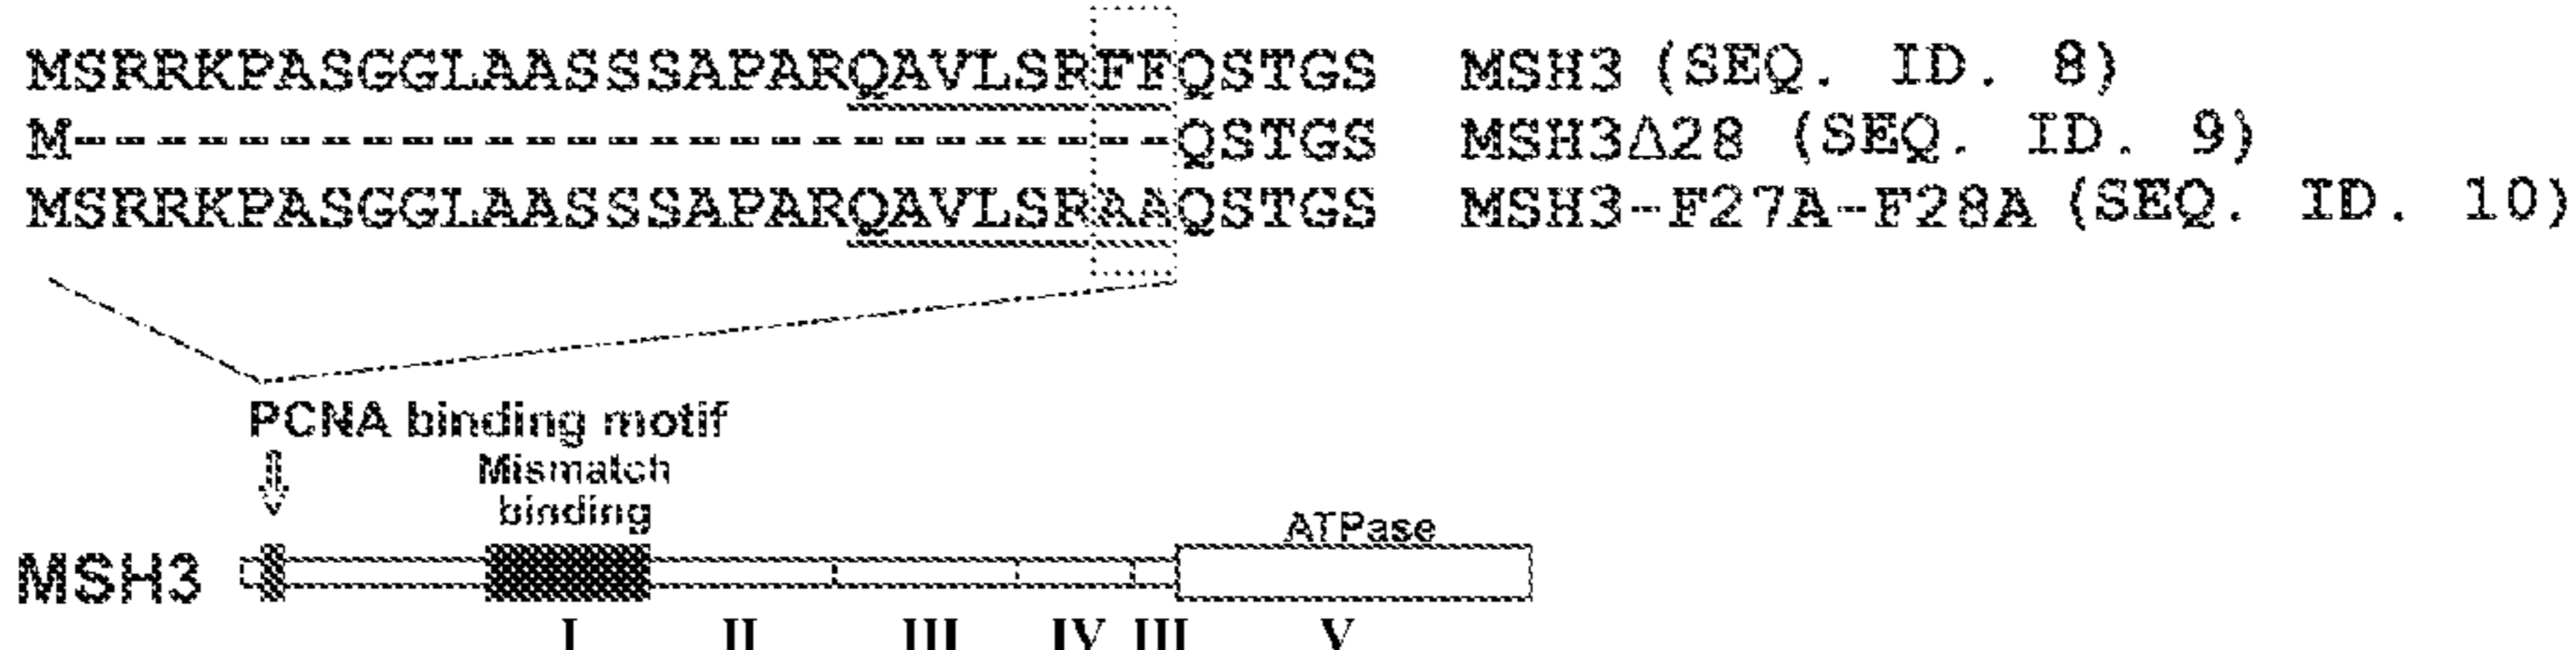 MSRRKPASGGLAASSSAPARQAVLSRFFQSTGS MSH3 (SEQ. ID. 8)
M---------------------------QSTGS MSH3Δ28 (SEQ. ID. 9)
MSRRKPASGGLAASSSAPARQAVLSRAAQSTGS MSH3-F27A-F28A (SEQ. ID. 10)
PCNA binding motif
Mismatch
binding
ATPase
MSH3
I II III IV III V